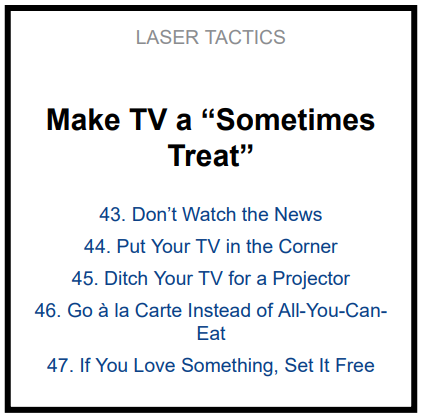 LASER TACTICS
Make TV a “Sometimes
Treat”
43. Don’t Watch the News
44. Put Your TV in the Corner
45. Ditch Your TV for a Projector
46. Go à la Carte Instead of All-You-Can-
Eat
47. If You Love Something, Set It Free